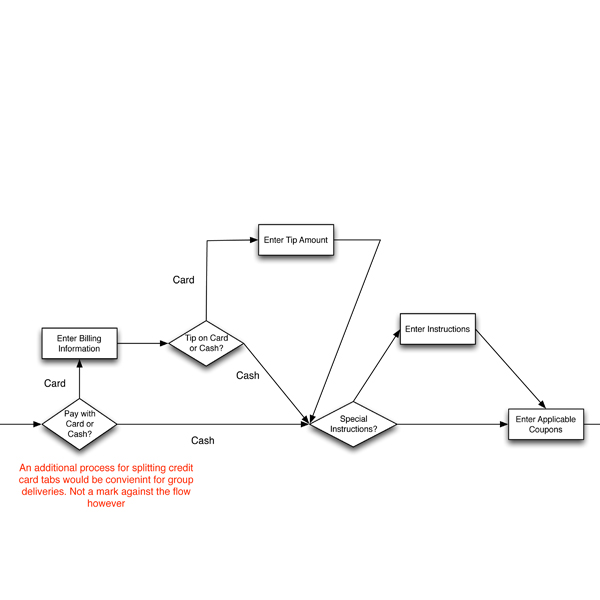 Enter Tip Amount
Card
Tip on Card
or Cash?
Enter Billing
Information
Enter Instructions
Card
Cash
Pay with
Card or
Cash?
Cash
Special
Instructions?
Enter Applicable
Coupons
An additional process for splitting credit
card tabs would be convienint for group
deliveries. Not a mark against the flow
however